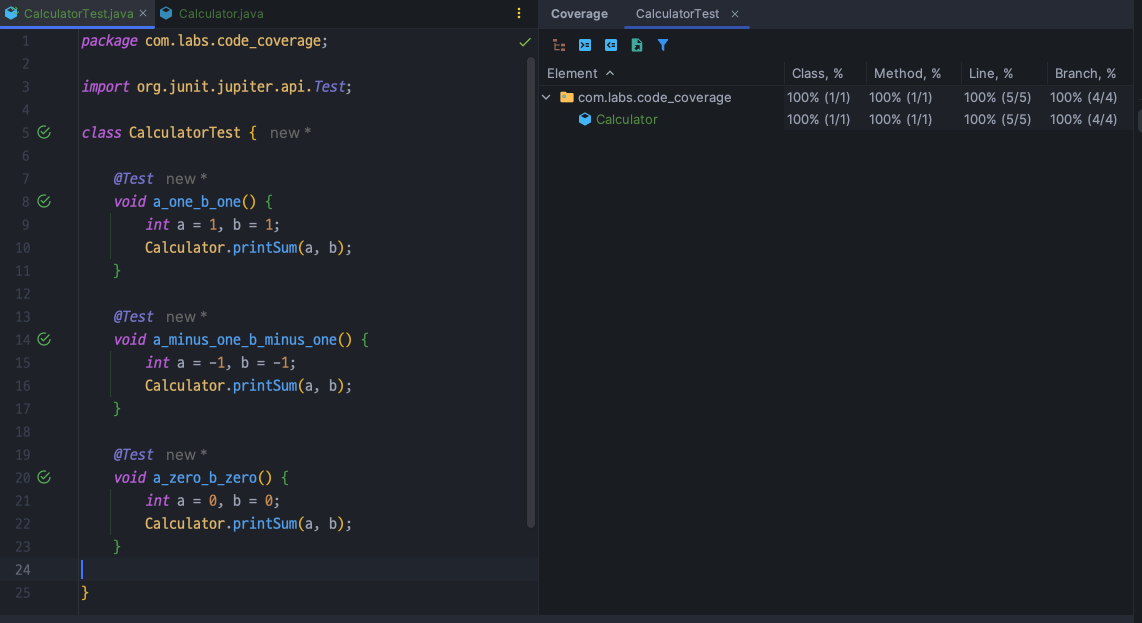 CalculatorTest.java × Calculator.java
1 package com.labs.code_coverage;
2
3 import org.junit.jupiter.api.Test;
4
5 class CalculatorTest { new *
6
7 @Test new *
8 void a_one_b_one() {
9 int a = 1, b = 1;
10 Calculator.printSum(a, b);
11 }
12
13 @Test new *
14 void a_minus_one_b_minus_one() {
15 int a = -1, b = -1;
16 Calculator.printSum(a, b);
17 }
18
19 @Test new *
20 void a_zero_b_zero() {
21 int a = 0, b = 0;
22 Calculator.printSum(a, b);
23 }
24
25 }
Coverage CalculatorTest ×
Element Class, % Method, % Line, % Branch, %
com.labs.code_coverage 100% (1/1) 100% (1/1) 100% (5/5) 100% (4/4)
Calculator 100% (1/1) 100% (1/1) 100% (5/5) 100% (4/4)